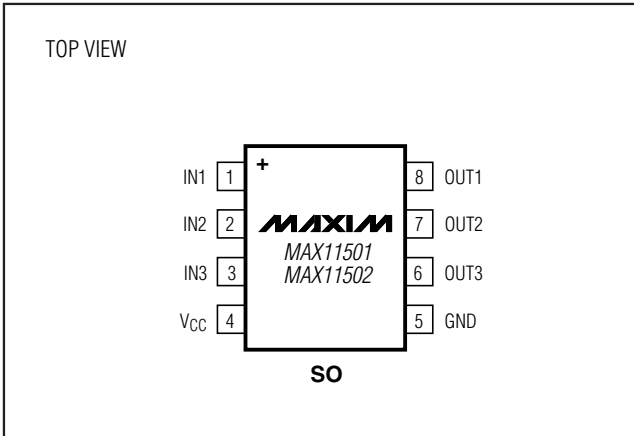 TOP VIEW
IN1 1 + 8 OUT1
IN2 2 MAXIM 7 OUT2
MAX11501
IN3 3 MAX11502 6 OUT3
VCC 4 5 GND
SO